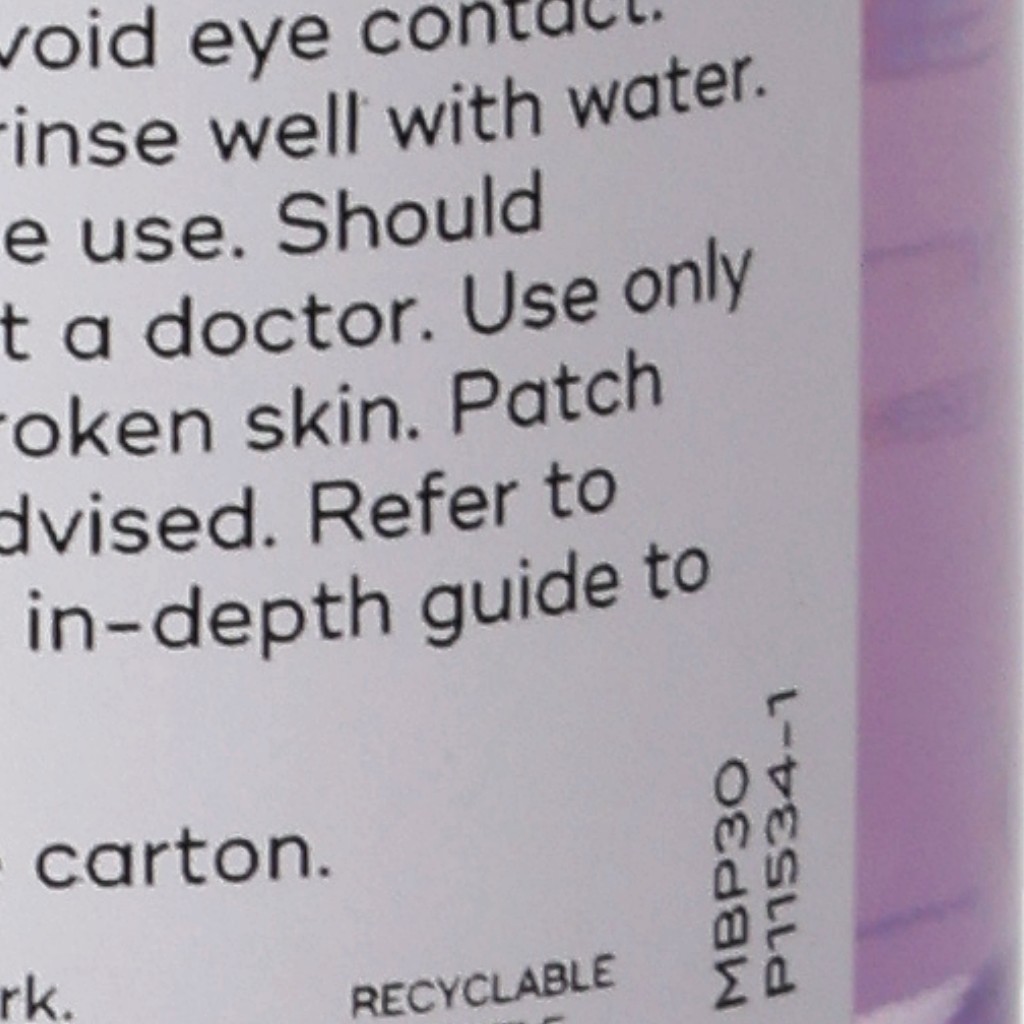 void eye contact.
rinse well with water.
e use. Should
t a doctor. Use only
roken skin. Patch
dvised. Refer to
in-depth guide to
carton.
rk.
RECYCLABLE
MBP30
P11534-1